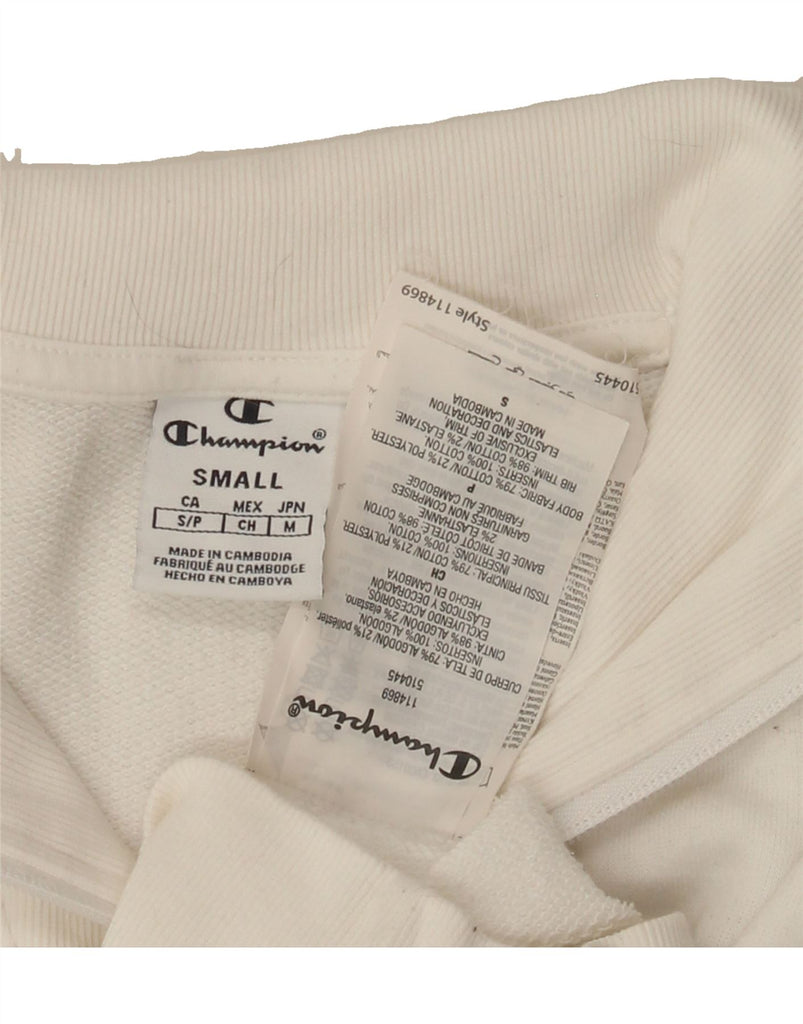 Champion®
SMALL
CA MEX JPN
S/P CH M
MADE IN CAMBODIA
FABRIQUÉ AU CAMBODGE
HECHO EN CAMBOYA
Style 114869
510445
Champion®
114869
510445
CUERPO DE TELA: 79% ALGODÓN/ 21% poliéster
INSERTOS: 100% ALGODÓN.
CINTA: 98% ALGODÓN/ 2% elastano.
EXCLUYENDO ACCESORIOS.
ELÁSTICOS Y DECORACIÓN
HECHO EN CAMBOYA
CH
TISSU PRINCIPAL: 79% COTON/ 21% POLYESTER.
INSERTIONS: 100% COTON.
BANDE DE TRICOT COTELE: 98% COTON
2% ELASTHANNE
GARNITURES NON COMPRISES
FABRIQUÉ AU CAMBODGE
P
BODY FABRIC: 79% COTTON/ 21% POLYESTER.
INSERTS: 100% COTTON.
RIB TRIM: 98% COTTON/ 2% ELASTANE
EXCLUSIVE OF TRIM,
ELASTICS AND DECORATION
MADE IN CAMBODIA
S